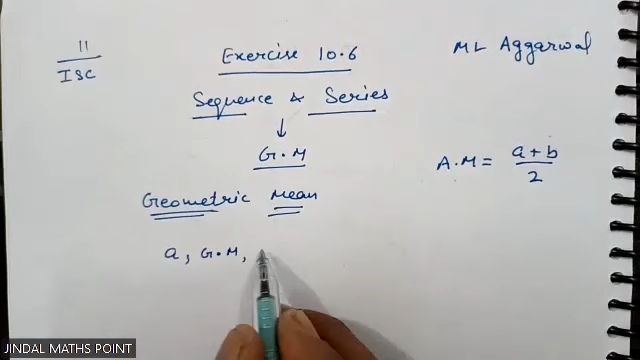 11
ISC
Exercise 10.6
ML Aggarwal
Sequence & Series
↓
G.M
A.M = a+b / 2
Geometric Mean
a, G.M,
JINDAL MATHS POINT